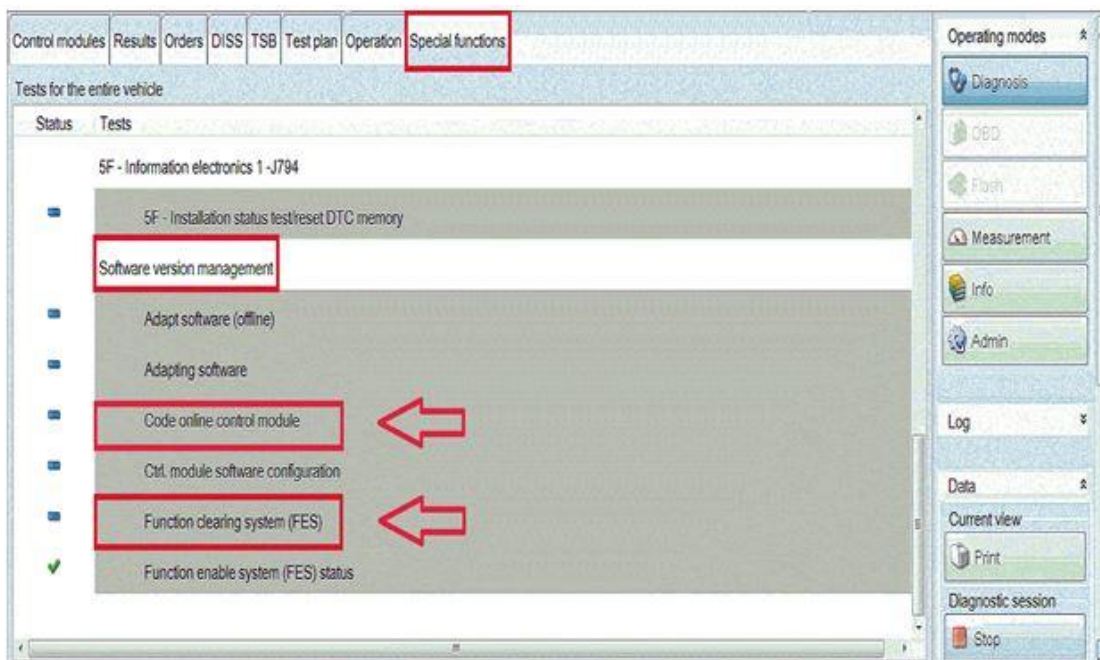 Control modules Results Orders DISS TSB Test plan Operation Special functions
Tests for the entire vehicle
Status Tests
5F - Information electronics 1 -J794
5F - Installation status test/reset DTC memory
Software version management
Adapt software (offline)
Adapting software
Code online control module
Ctrl. module software configuration
Function clearing system (FES)
Function enable system (FES) status
Operating modes
Diagnosis
OBD
Flash
Measurement
Info
Admin
Log
Data
Current view
Print
Diagnostic session
Stop